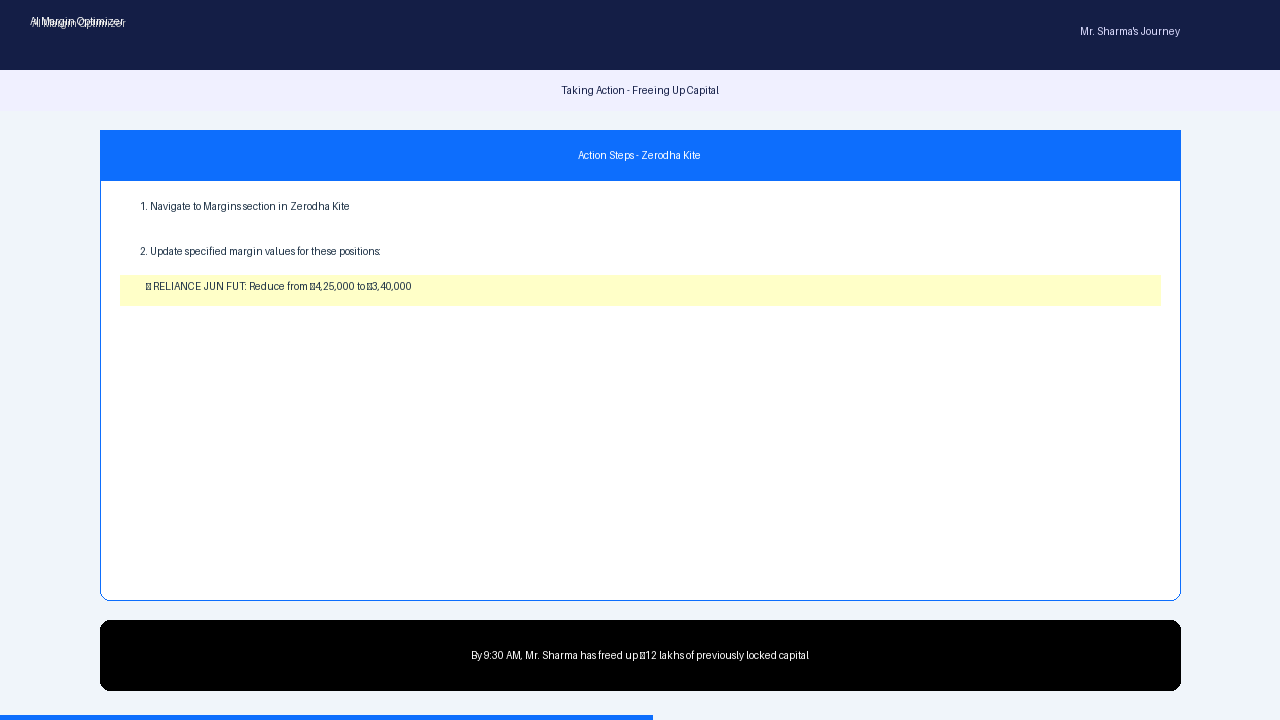 AI Margin Optimizer
Mr. Sharma's Journey
Taking Action - Freeing Up Capital
Action Steps - Zerodha Kite
1. Navigate to Margins section in Zerodha Kite
2. Update specified margin values for these positions:
▯ RELIANCE JUN FUT: Reduce from ▯4,25,000 to ▯3,40,000
By 9:30 AM, Mr. Sharma has freed up ▯12 lakhs of previously locked capital